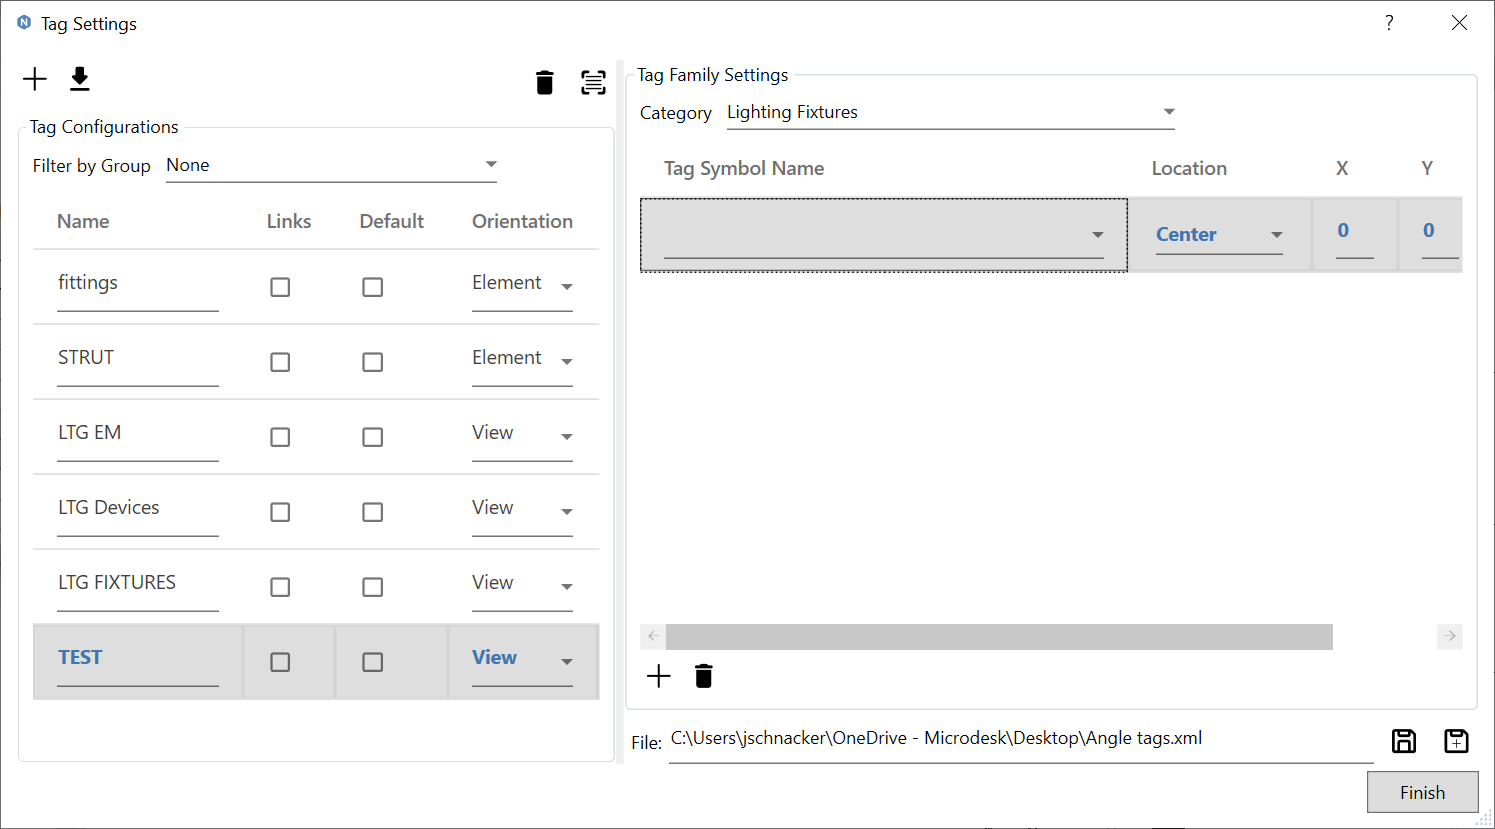 N Tag Settings ?
Tag Configurations
Filter by Group None
Name Links Default Orientation
fittings Element
STRUT Element
LTG EM View
LTG Devices View
LTG FIXTURES View
TEST View
Tag Family Settings
Category Lighting Fixtures
Tag Symbol Name Location X Y
Center 0 0
File: C:\Users\jschnacker\OneDrive - Microdesk\Desktop\Angle tags.xml
Finish